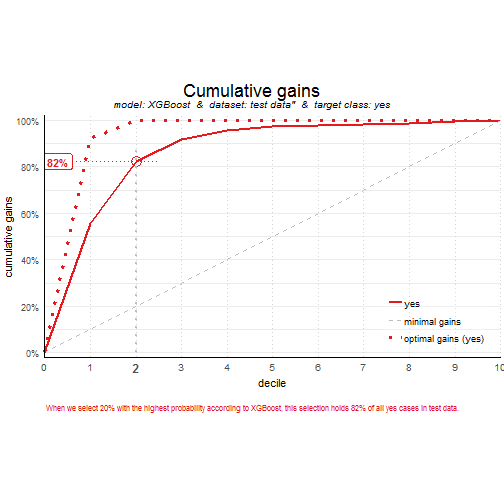 Cumulative gains
model: XGBoost & dataset: test data" & target class: yes
100%
82%
80%
60%
40%
20%
0%
cumulative gains
yes
minimal gains
optimal gains (yes)
0 1 2 3 4 5 6 7 8 9 10
decile
When we select 20% with the highest probability according to XGBoost, this selection holds 82% of all yes cases in test data.